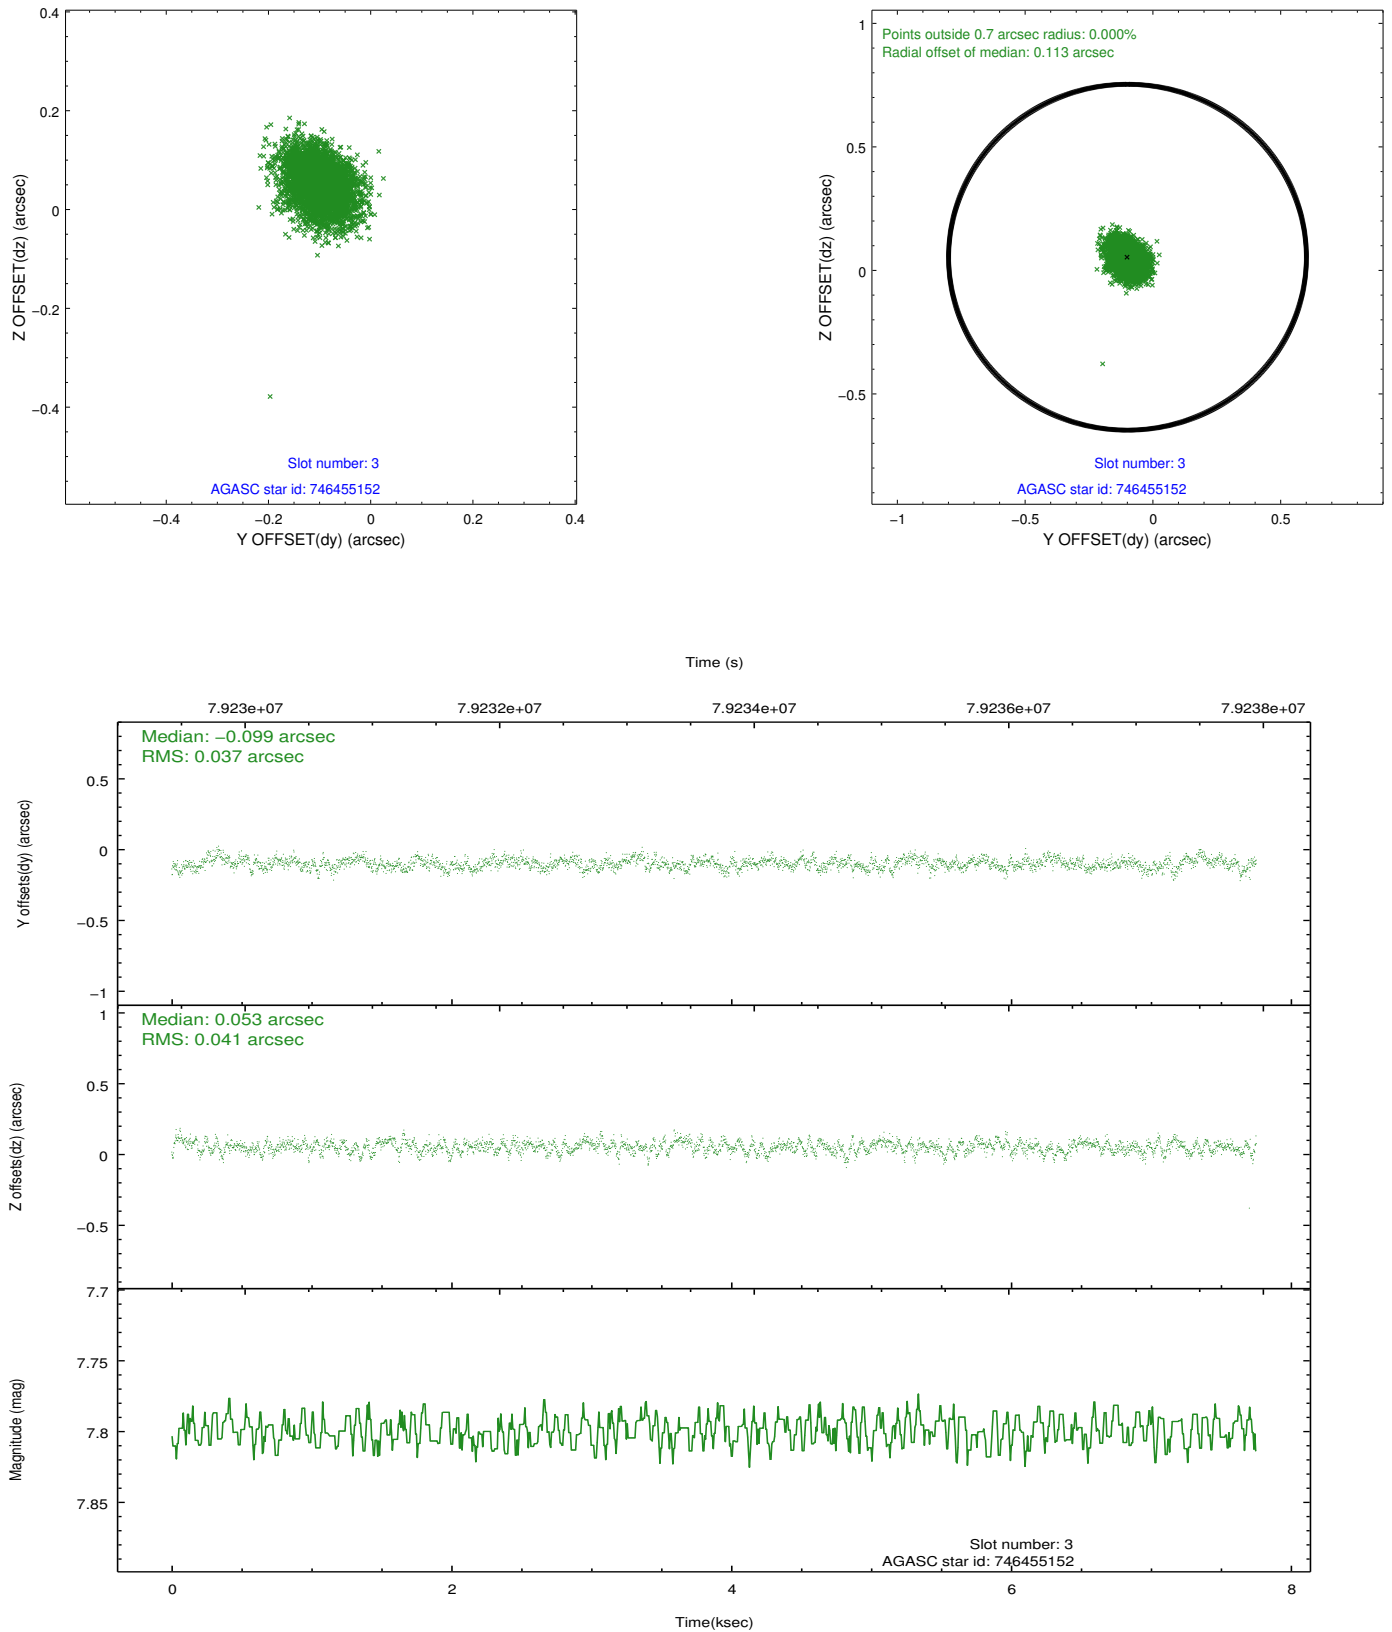 0.4
0.2
0
−0.2
−0.4
Z OFFSET(dz) (arcsec)
Slot number: 3
AGASC star id: 746455152
−0.4 −0.2 0 0.2 0.4
Y OFFSET(dy) (arcsec)
Points outside 0.7 arcsec radius: 0.000%
Radial offset of median: 0.113 arcsec
1
0.5
0
−0.5
Z OFFSET(dz) (arcsec)
Slot number: 3
AGASC star id: 746455152
−1 −0.5 0 0.5
Y OFFSET(dy) (arcsec)
Time (s)
7.923e+07 7.9232e+07 7.9234e+07 7.9236e+07 7.9238e+07
Median: −0.099 arcsec
RMS: 0.037 arcsec
0.5
0
−0.5
−1
Y offsets(dy) (arcsec)
Median: 0.053 arcsec
RMS: 0.041 arcsec
1
0.5
0
−0.5
Z offsets(dz) (arcsec)
7.7
7.75
7.8
7.85
Magnitude (mag)
Slot number: 3
AGASC star id: 746455152
0 2 4 6 8
Time(ksec)